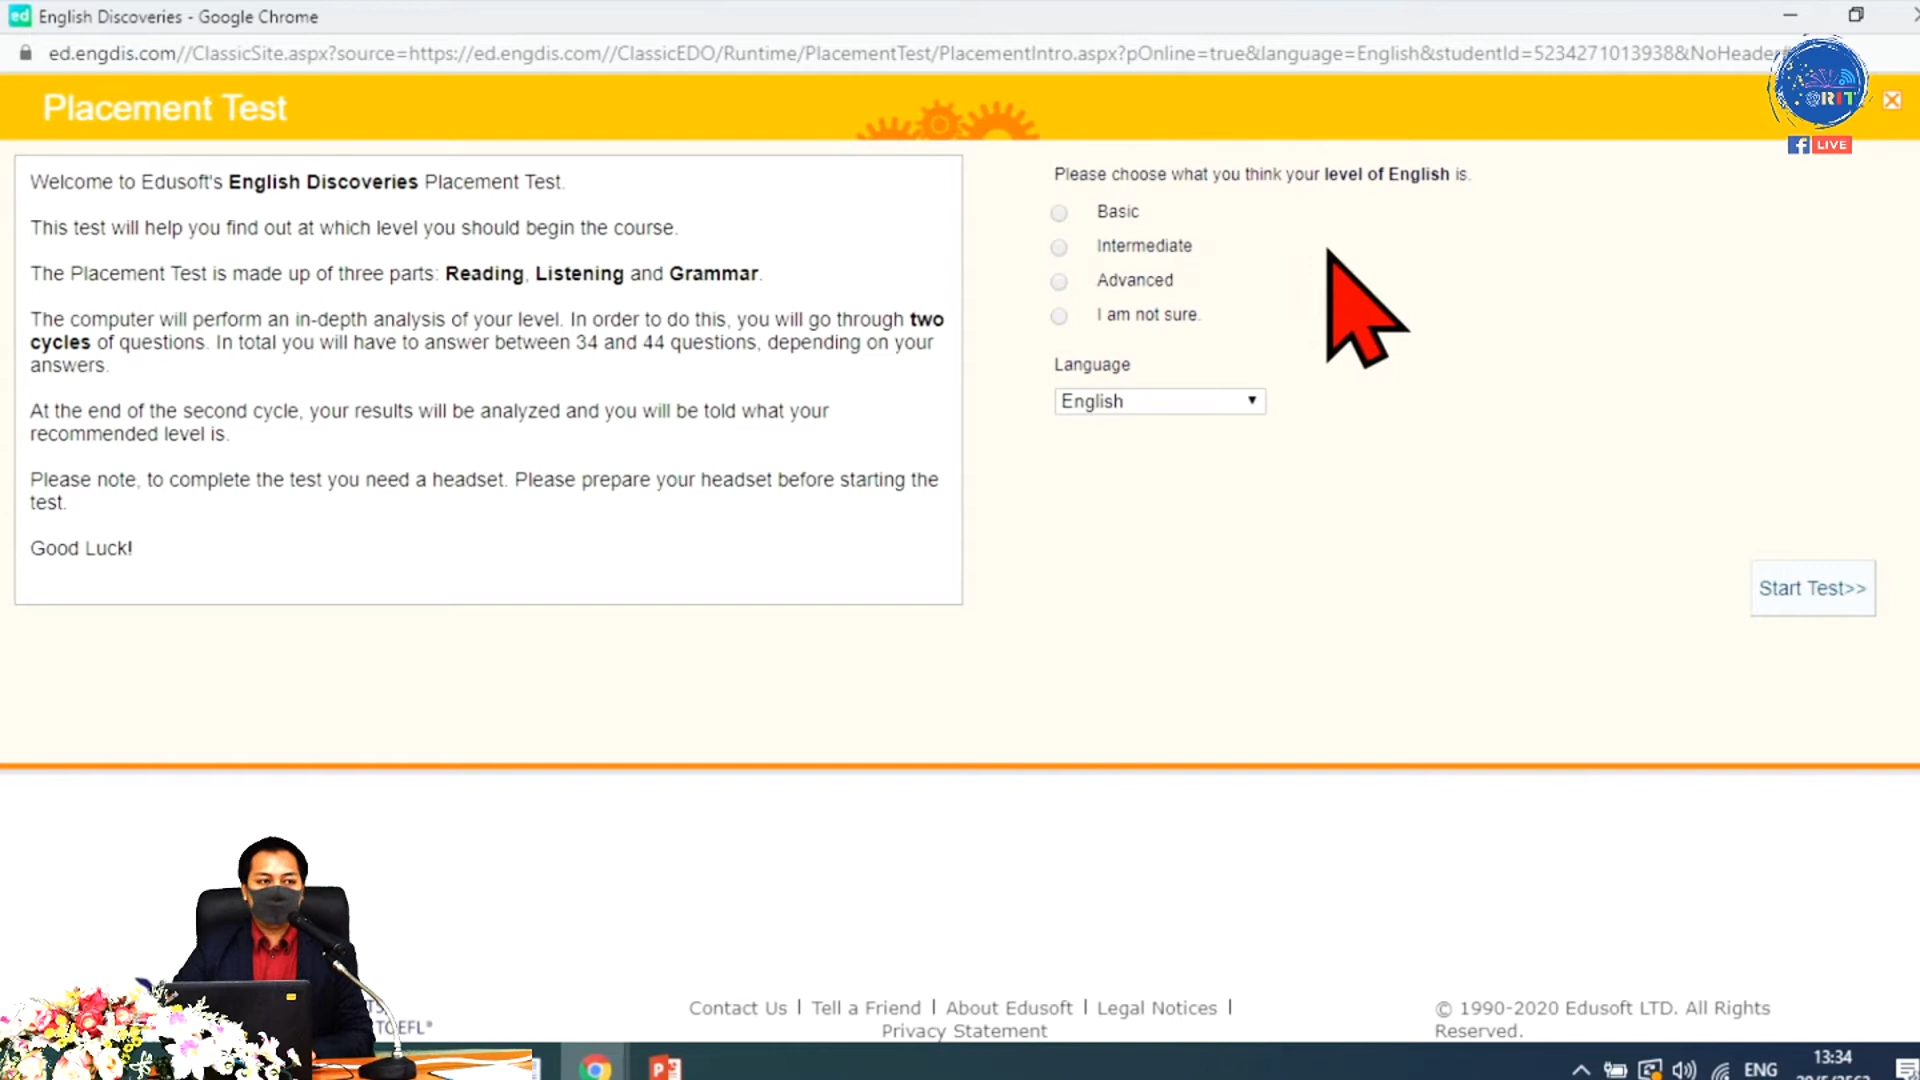 ed English Discoveries - Google Chrome
ed.engdis.com//ClassicSite.aspx?source=https://ed.engdis.com//ClassicEDO/Runtime/PlacementTest/PlacementIntro.aspx?pOnline=true&language=English&studentId=5234271013938&NoHeader
Placement Test
ORIT
f LIVE
Welcome to Edusoft's English Discoveries Placement Test.
This test will help you find out at which level you should begin the course.
The Placement Test is made up of three parts: Reading, Listening and Grammar.
The computer will perform an in-depth analysis of your level. In order to do this, you will go through two
cycles of questions. In total you will have to answer between 34 and 44 questions, depending on your
answers.
At the end of the second cycle, your results will be analyzed and you will be told what your
recommended level is.
Please note, to complete the test you need a headset. Please prepare your headset before starting the
test.
Good Luck!
Please choose what you think your level of English is.
Basic
Intermediate
Advanced
I am not sure.
Language
English
Start Test>>
TOEFL®
Contact Us | Tell a Friend | About Edusoft | Legal Notices |
Privacy Statement
© 1990-2020 Edusoft LTD. All Rights
Reserved.
ENG
13:34